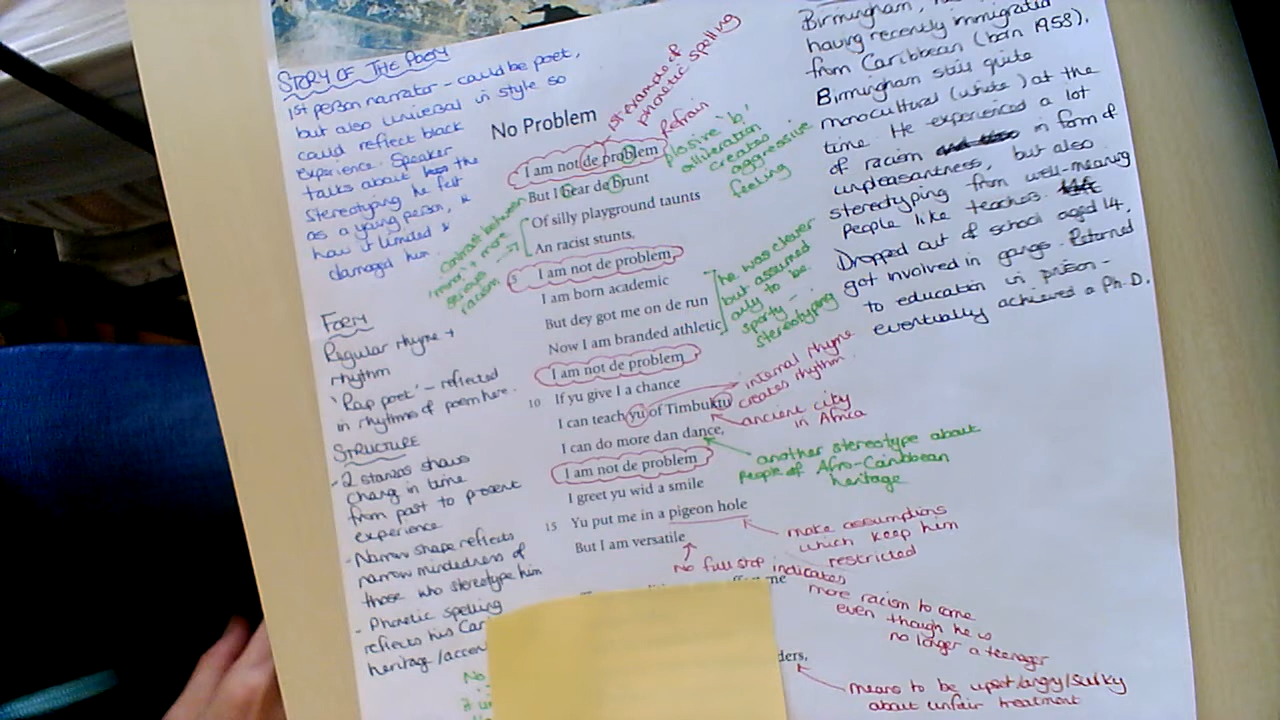 STORY OF THE POEM
1st person narrator - could be poet,
but also universal in style so
could reflect black
experience. Speaker
talks about the
stereotyping he felt
as a young person, &
how it limited &
damaged him.
FORM
Regular rhyme +
rhythm
'Rap poet' - reflected
in rhythms of poem here.
STRUCTURE
- 2 stanzas show
change in time
from past to present
experience
- Narrow shape reflects
narrow mindedness of
those who stereotype him
- Phonetic spelling
reflects his Car
heritage/accen
No
No Problem
I am not de problem
But I bear de brunt
Of silly playground taunts
An racist stunts,
5 I am not de problem
I am born academic
But dey got me on de run
Now I am branded athletic
I am not de problem
10 If yu give I a chance
I can teach yu of Timbuktu
I can do more dan dance,
I am not de problem
I greet yu wid a smile
15 Yu put me in a pigeon hole
But I am versatile
me
ders,
1st example of
phonetic spelling
Refrain
plosive 'b'
alliteration
creates
aggressive
feeling
Contrast between
'minor' & more
serious
racism
he was clever
but assumed
only to be
sporty -
stereotyping
internal rhyme
creates rhythm
ancient city
in Africa
another stereotype about
people of Afro-Caribbean
heritage
make assumptions
which keep him
restricted
No full stop indicates
more racism to come
even though he is
no longer a teenager
means to be upset/angry/sulky
about unfair treatment
Birmingham,
having recently immigrated
from Caribbean (born 1958).
Birmingham still quite
monocultural (white) at the
time. He experienced a lot
of racism in form of
unpleasantness, but also
stereotyping from well-meaning
people like teachers.
Dropped out of school aged 14,
got involved in gangs. Returned
to education in prison -
eventually achieved a Ph.D.